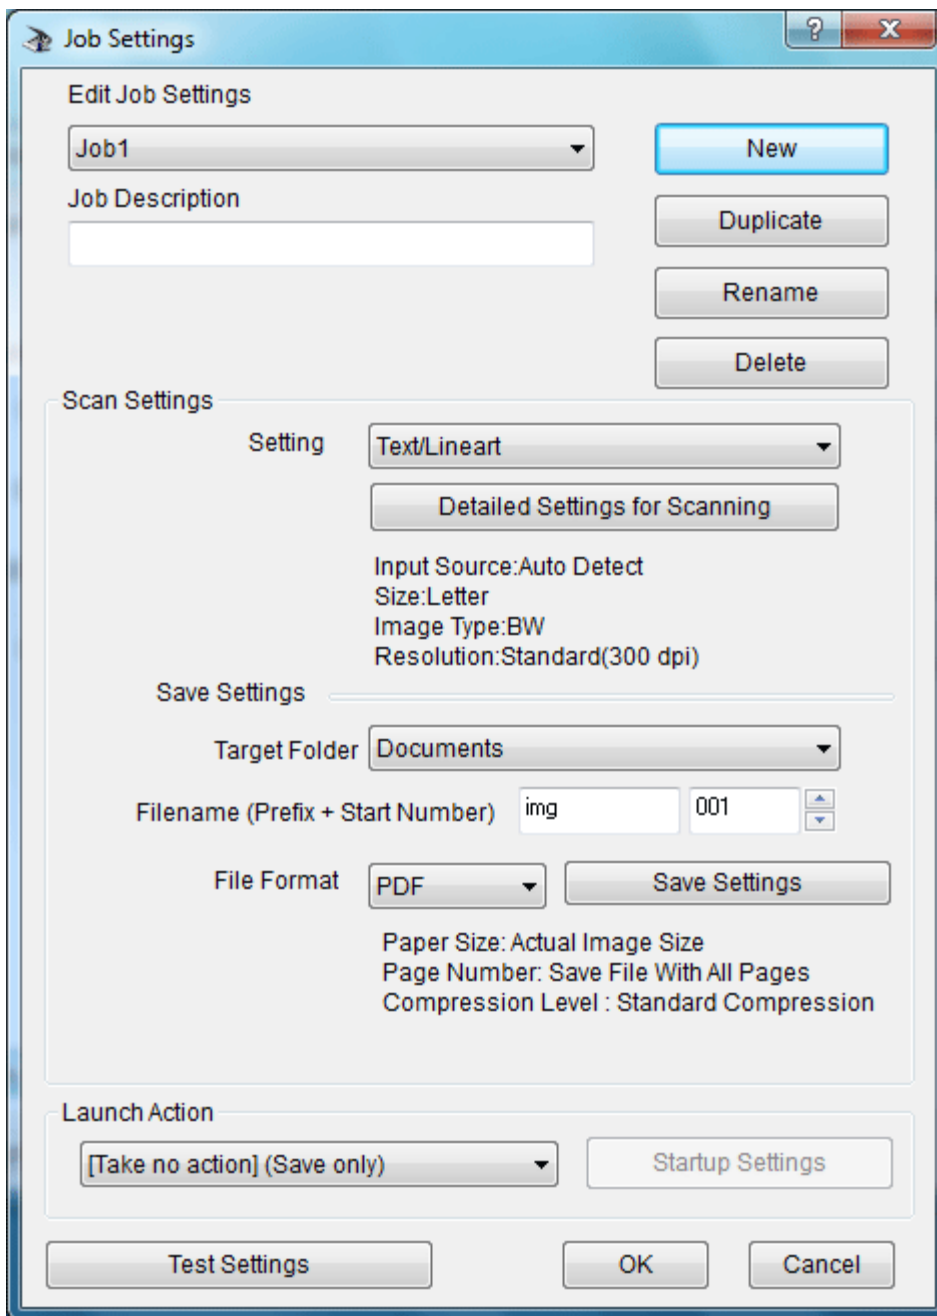 Job Settings
Edit Job Settings
Job1
New
Job Description
Duplicate
Rename
Delete
Scan Settings
Setting
Text/Lineart
Detailed Settings for Scanning
Input Source:Auto Detect
Size:Letter
Image Type:BW
Resolution:Standard(300 dpi)
Save Settings
Target Folder
Documents
Filename (Prefix + Start Number)
img
001
File Format
PDF
Save Settings
Paper Size: Actual Image Size
Page Number: Save File With All Pages
Compression Level : Standard Compression
Launch Action
[Take no action] (Save only)
Startup Settings
Test Settings
OK
Cancel